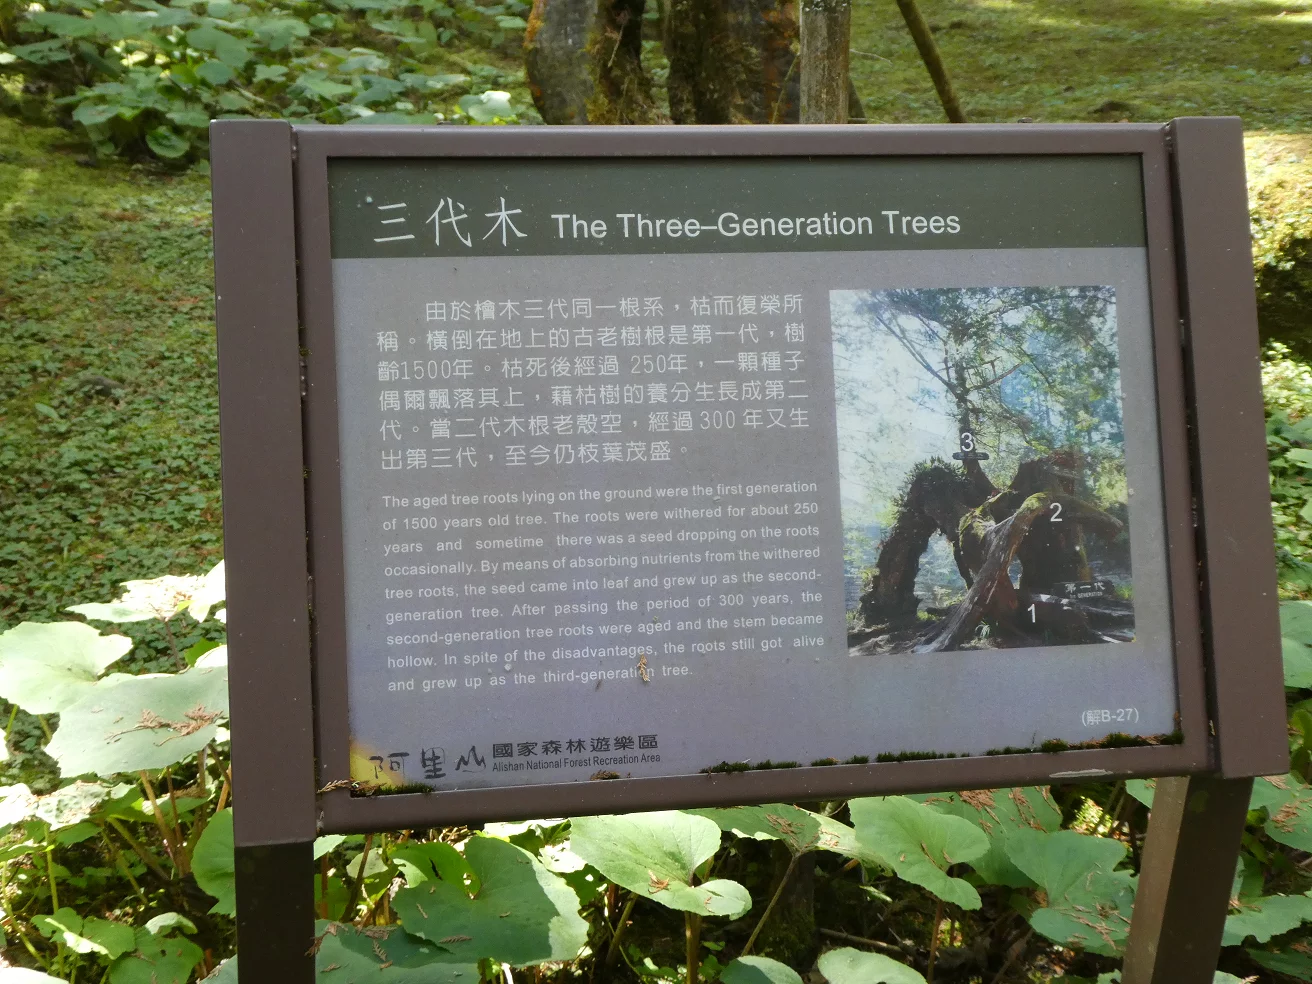 三代木 The Three–Generation Trees
由於檜木三代同一根系，枯而復榮所
稱。橫倒在地上的古老樹根是第一代，樹
齡1500年。枯死後經過 250年，一顆種子
偶爾飄落其上，藉枯樹的養分生長成第二
代。當二代木根老殼空，經過 300 年又生
出第三代，至今仍枝葉茂盛。
The aged tree roots lying on the ground were the first generation
of 1500 years old tree. The roots were withered for about 250
years and sometime there was a seed dropping on the roots
occasionally. By means of absorbing nutrients from the withered
tree roots, the seed came into leaf and grew up as the second-
generation tree. After passing the period of 300 years, the
second-generation tree roots were aged and the stem became
hollow. In spite of the disadvantages, the roots still got alive
and grew up as the third-generation tree.
3
2
第一代
1
(解B-27)
阿里山 國家森林遊樂區
Alishan National Forest Recreation Area